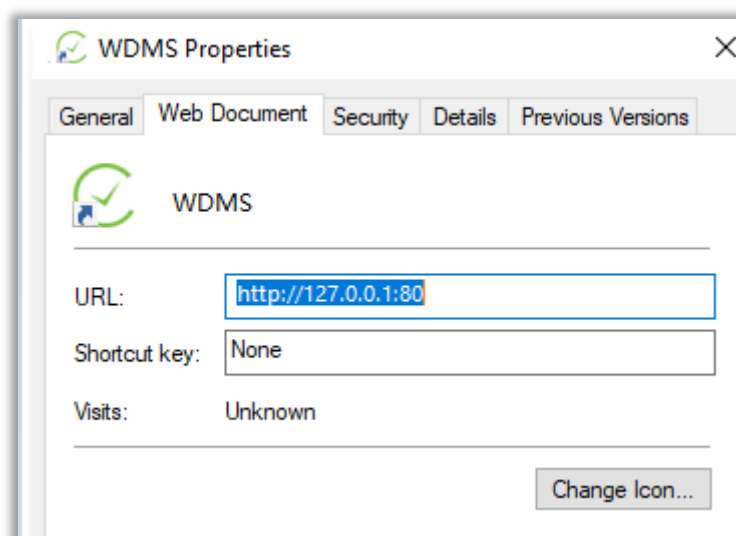 WDMS Properties
General Web Document Security Details Previous Versions
WDMS
URL: http://127.0.0.1:80
Shortcut key: None
Visits: Unknown
Change Icon...